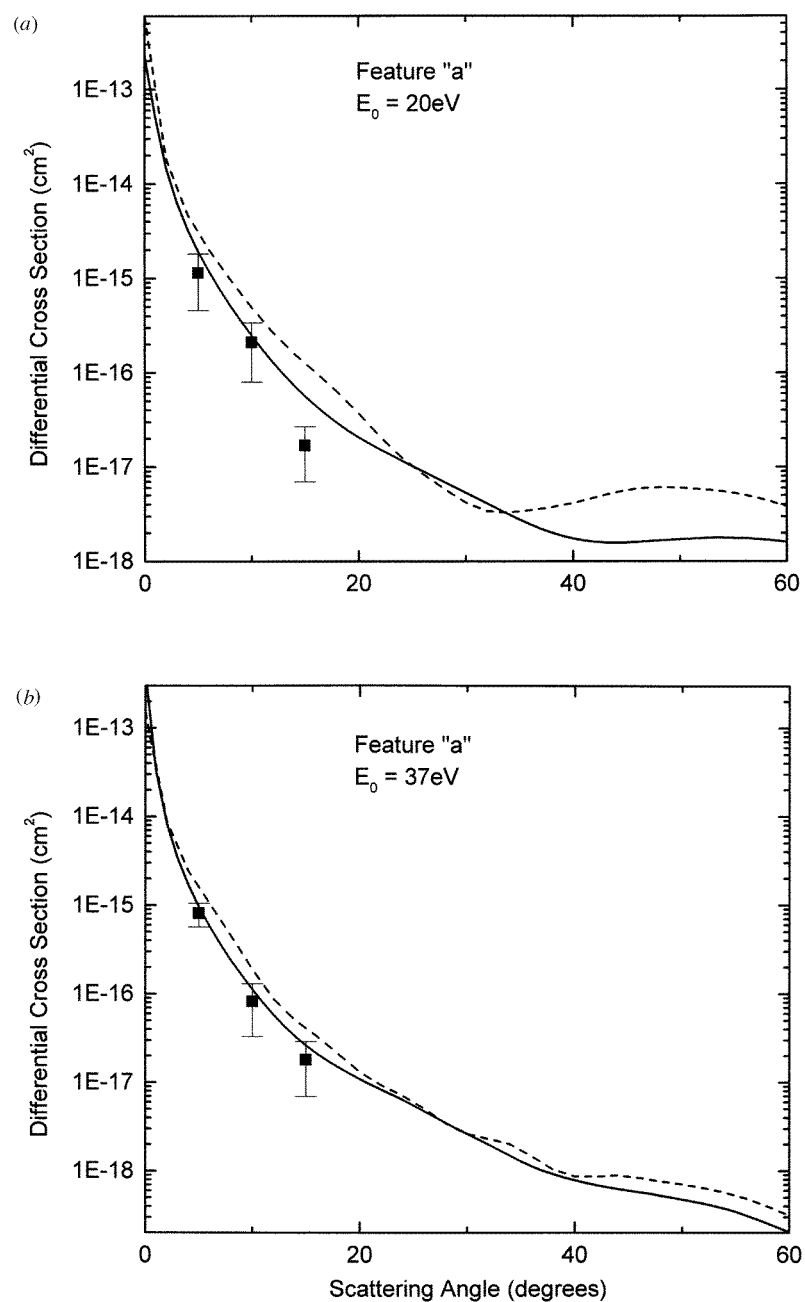 (a)
Feature "a"
E₀ = 20eV
1E-13
1E-14
1E-15
1E-16
1E-17
1E-18
Differential Cross Section (cm²)
0 20 40 60
(b)
Feature "a"
E₀ = 37eV
1E-13
1E-14
1E-15
1E-16
1E-17
1E-18
Differential Cross Section (cm²)
0 20 40 60
Scattering Angle (degrees)